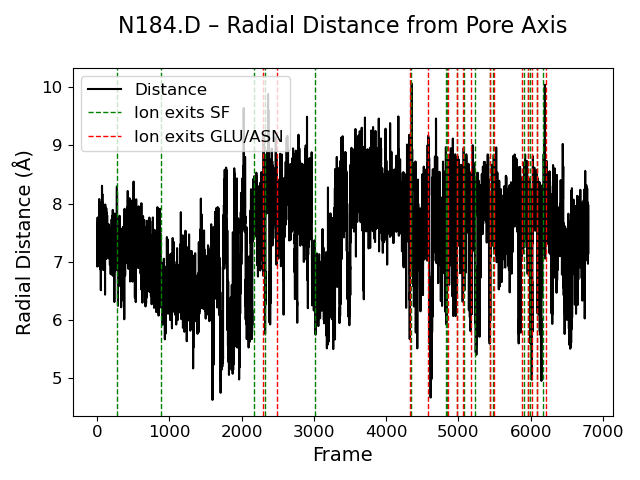 N184.D – Radial Distance from Pore Axis
Distance
Ion exits SF
Ion exits GLU/ASN
Radial Distance (Å)
10
9
8
7
6
5
0 1000 2000 3000 4000 5000 6000 7000
Frame